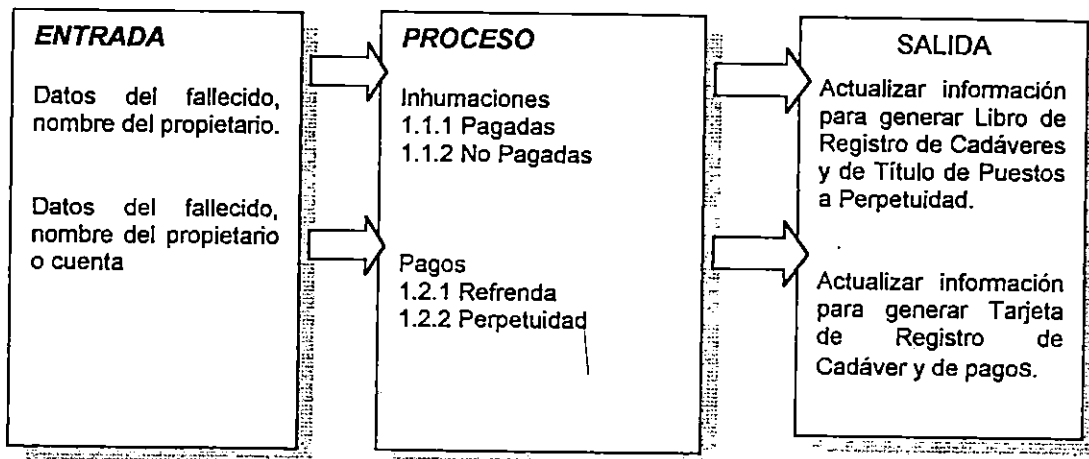 ENTRADA
Datos del fallecido,
nombre del propietario.
Datos del fallecido,
nombre del propietario
o cuenta
PROCESO
Inhumaciones
1.1.1 Pagadas
1.1.2 No Pagadas
Pagos
1.2.1 Refrenda
1.2.2 Perpetuidad
SALIDA
Actualizar información
para generar Libro de
Registro de Cadáveres
y de Título de Puestos
a Perpetuidad.
Actualizar información
para generar Tarjeta
de Registro de
Cadáver y de pagos.